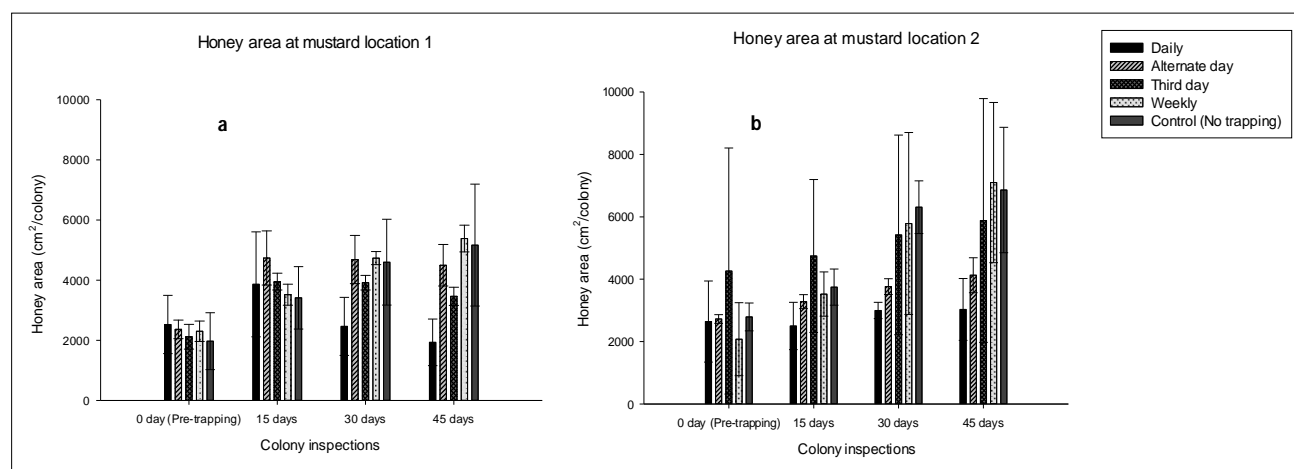 Honey area at mustard location 1
a
10000
8000
6000
4000
2000
0
Honey area (cm²/colony)
0 day (Pre-trapping) 15 days 30 days 45 days
Colony inspections
Honey area at mustard location 2
b
10000
8000
6000
4000
2000
0
Honey area (cm²/colony)
0 day (Pre-trapping) 15 days 30 days 45 days
Colony inspections
Daily
Alternate day
Third day
Weekly
Control (No trapping)